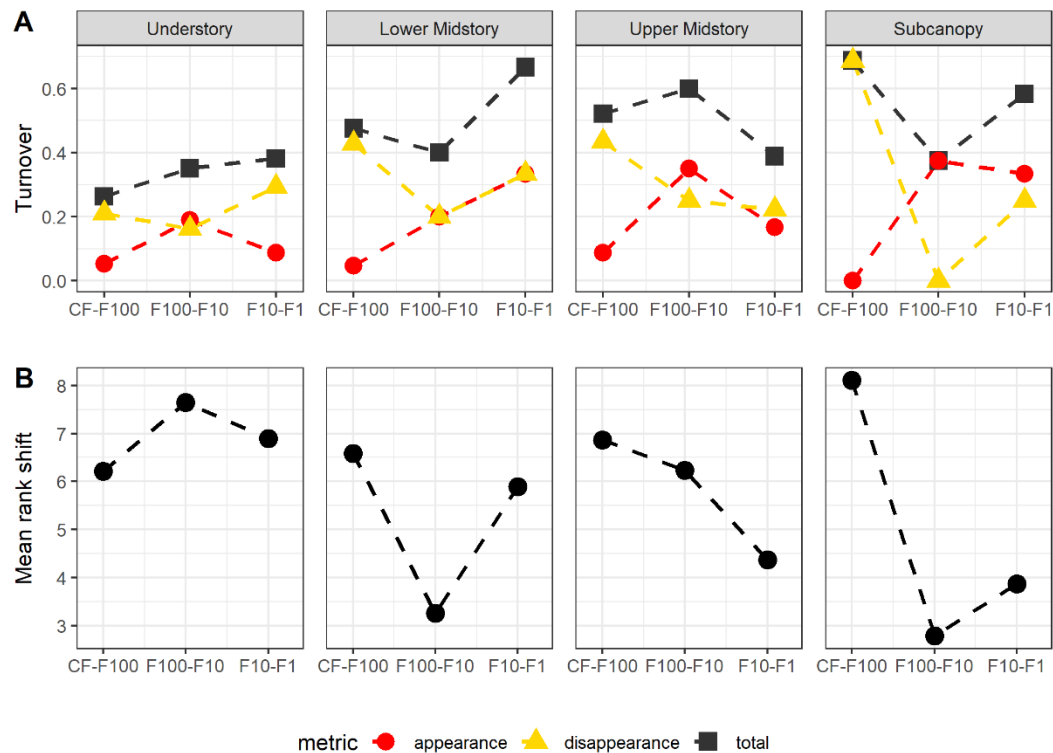 A
Understory
Lower Midstory
Upper Midstory
Subcanopy
Turnover
0.6
0.4
0.2
0.0
CF-F100 F100-F10 F10-F1
CF-F100 F100-F10 F10-F1
CF-F100 F100-F10 F10-F1
CF-F100 F100-F10 F10-F1
B
Mean rank shift
8
7
6
5
4
3
CF-F100 F100-F10 F10-F1
CF-F100 F100-F10 F10-F1
CF-F100 F100-F10 F10-F1
CF-F100 F100-F10 F10-F1
metric appearance disappearance total